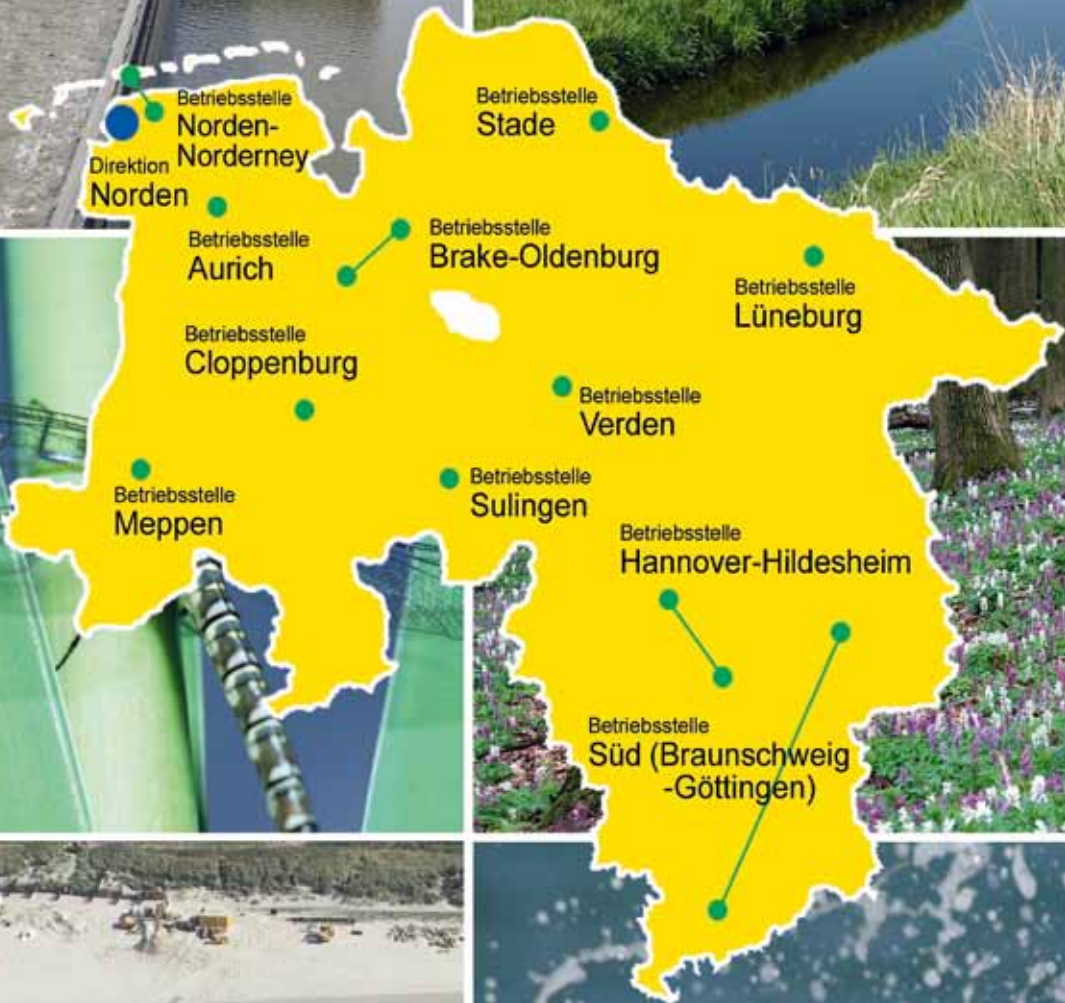 Betriebsstelle
Norden-
Norderney
Direktion
Norden
Betriebsstelle
Stade
Betriebsstelle
Aurich
Betriebsstelle
Brake-Oldenburg
Betriebsstelle
Lüneburg
Betriebsstelle
Cloppenburg
Betriebsstelle
Verden
Betriebsstelle
Meppen
Betriebsstelle
Sulingen
Betriebsstelle
Hannover-Hildesheim
Betriebsstelle
Süd (Braunschweig
-Göttingen)